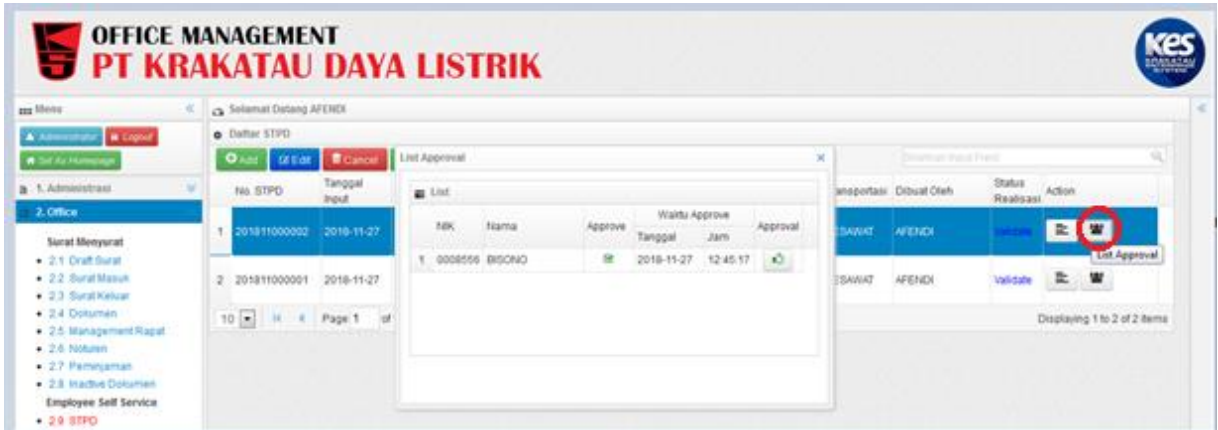 OFFICE MANAGEMENT
PT KRAKATAU DAYA LISTRIK
KES
KRAKATAU
Menu
Selamat Datang AFENDI
Administrator Logout
Set As Homepage
Daftar STPD
Add Edit Cancel
List Approval
1. Administrasi
2. Office
Surat Menyurat
2.1 Draft Surat
2.2 Surat Masuk
2.3 Surat Keluar
2.4 Dokumen
2.5 Management Rapat
2.6 Notulen
2.7 Peminjaman
2.8 Inactive Dokumen
Employee Self Service
2.9 STPD
No. STPD Tanggal Input
1 201811000002 2018-11-27
2 201811000001 2018-11-27
10 Page 1 of
List
NIK Nama Approve Waktu Approve Approval
Tanggal Jam
1 0008556 BISONO 2018-11-27 12:45:17
ansportasi Dibuat Oleh Status Realisasi Action
ESAWAT AFENDI Validate
List Approval
ESAWAT AFENDI Validate
Displaying 1 to 2 of 2 items